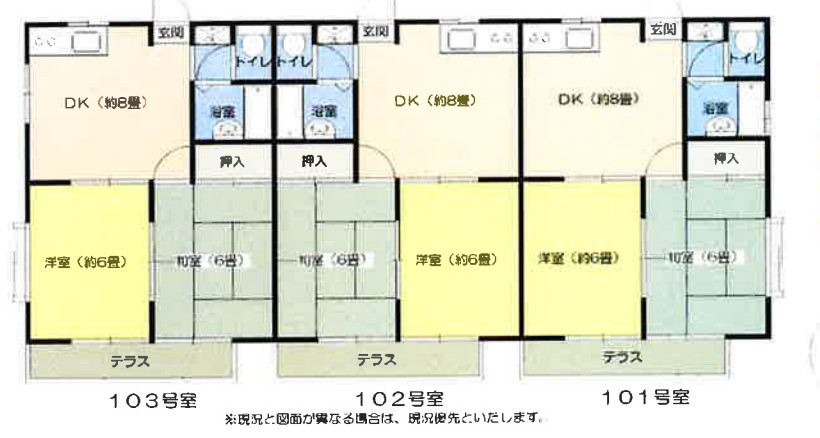 玄関 トイレ トイレ 玄関 玄関 トイレ
DK（約8畳） 浴室 浴室 DK（約8畳） DK（約8畳） 浴室
押入 押入 押入
洋室（約6畳） 和室（6畳） 和室（6畳） 洋室（約6畳） 洋室（約6畳） 和室（6畳）
テラス テラス テラス
103号室 102号室 101号室
※現況と図面が異なる場合は、現況優先といたします。